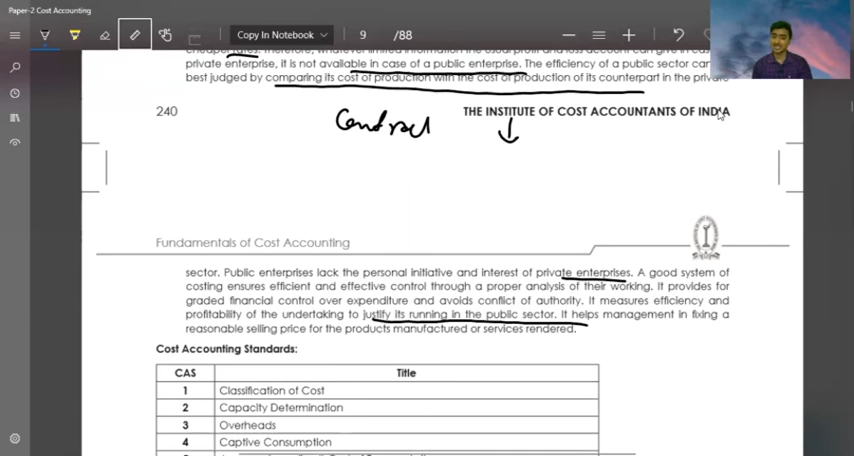 Paper-2 Cost Accounting
Copy In Notebook
9 /88
cheaper rates. Therefore, whatever limited information the usual profit and loss account can give in cas
private enterprise, it is not available in case of a public enterprise. The efficiency of a public sector can
best judged by comparing its cost of production with the cost of production of its counterpart in the private
240
THE INSTITUTE OF COST ACCOUNTANTS OF INDIA
Fundamentals of Cost Accounting
sector. Public enterprises lack the personal initiative and interest of private enterprises. A good system of
costing ensures efficient and effective control through a proper analysis of their working. It provides for
graded financial control over expenditure and avoids conflict of authority. It measures efficiency and
profitability of the undertaking to justify its running in the public sector. It helps management in fixing a
reasonable selling price for the products manufactured or services rendered.
Cost Accounting Standards:
CAS Title
1 Classification of Cost
2 Capacity Determination
3 Overheads
4 Captive Consumption